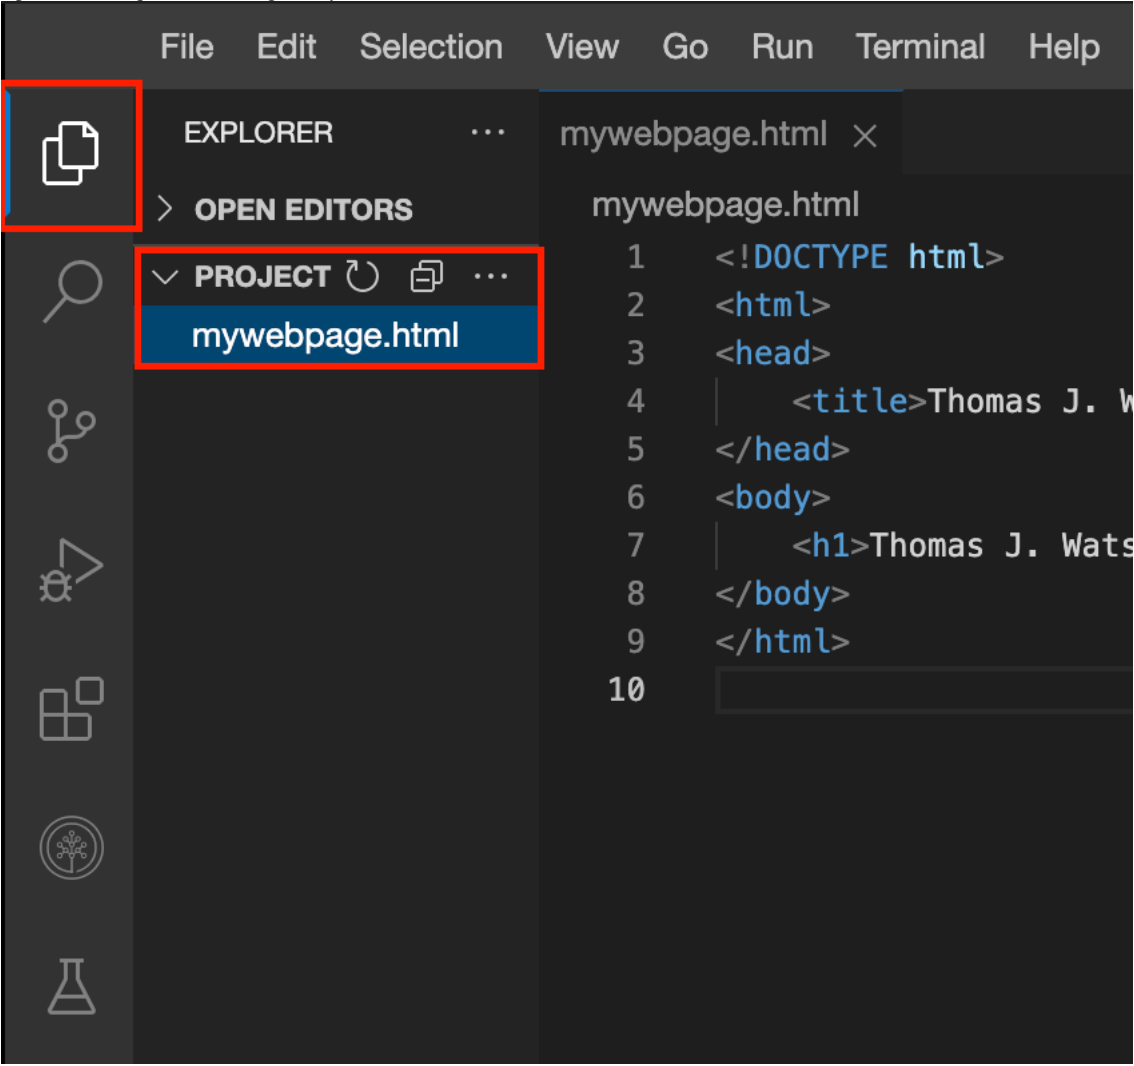 File Edit Selection View Go Run Terminal Help
EXPLORER
mywebpage.html
OPEN EDITORS
PROJECT
mywebpage.html
mywebpage.html
1 <!DOCTYPE html>
2 <html>
3 <head>
4 <title>Thomas J.
5 </head>
6 <body>
7 <h1>Thomas J. Wats
8 </body>
9 </html>
10